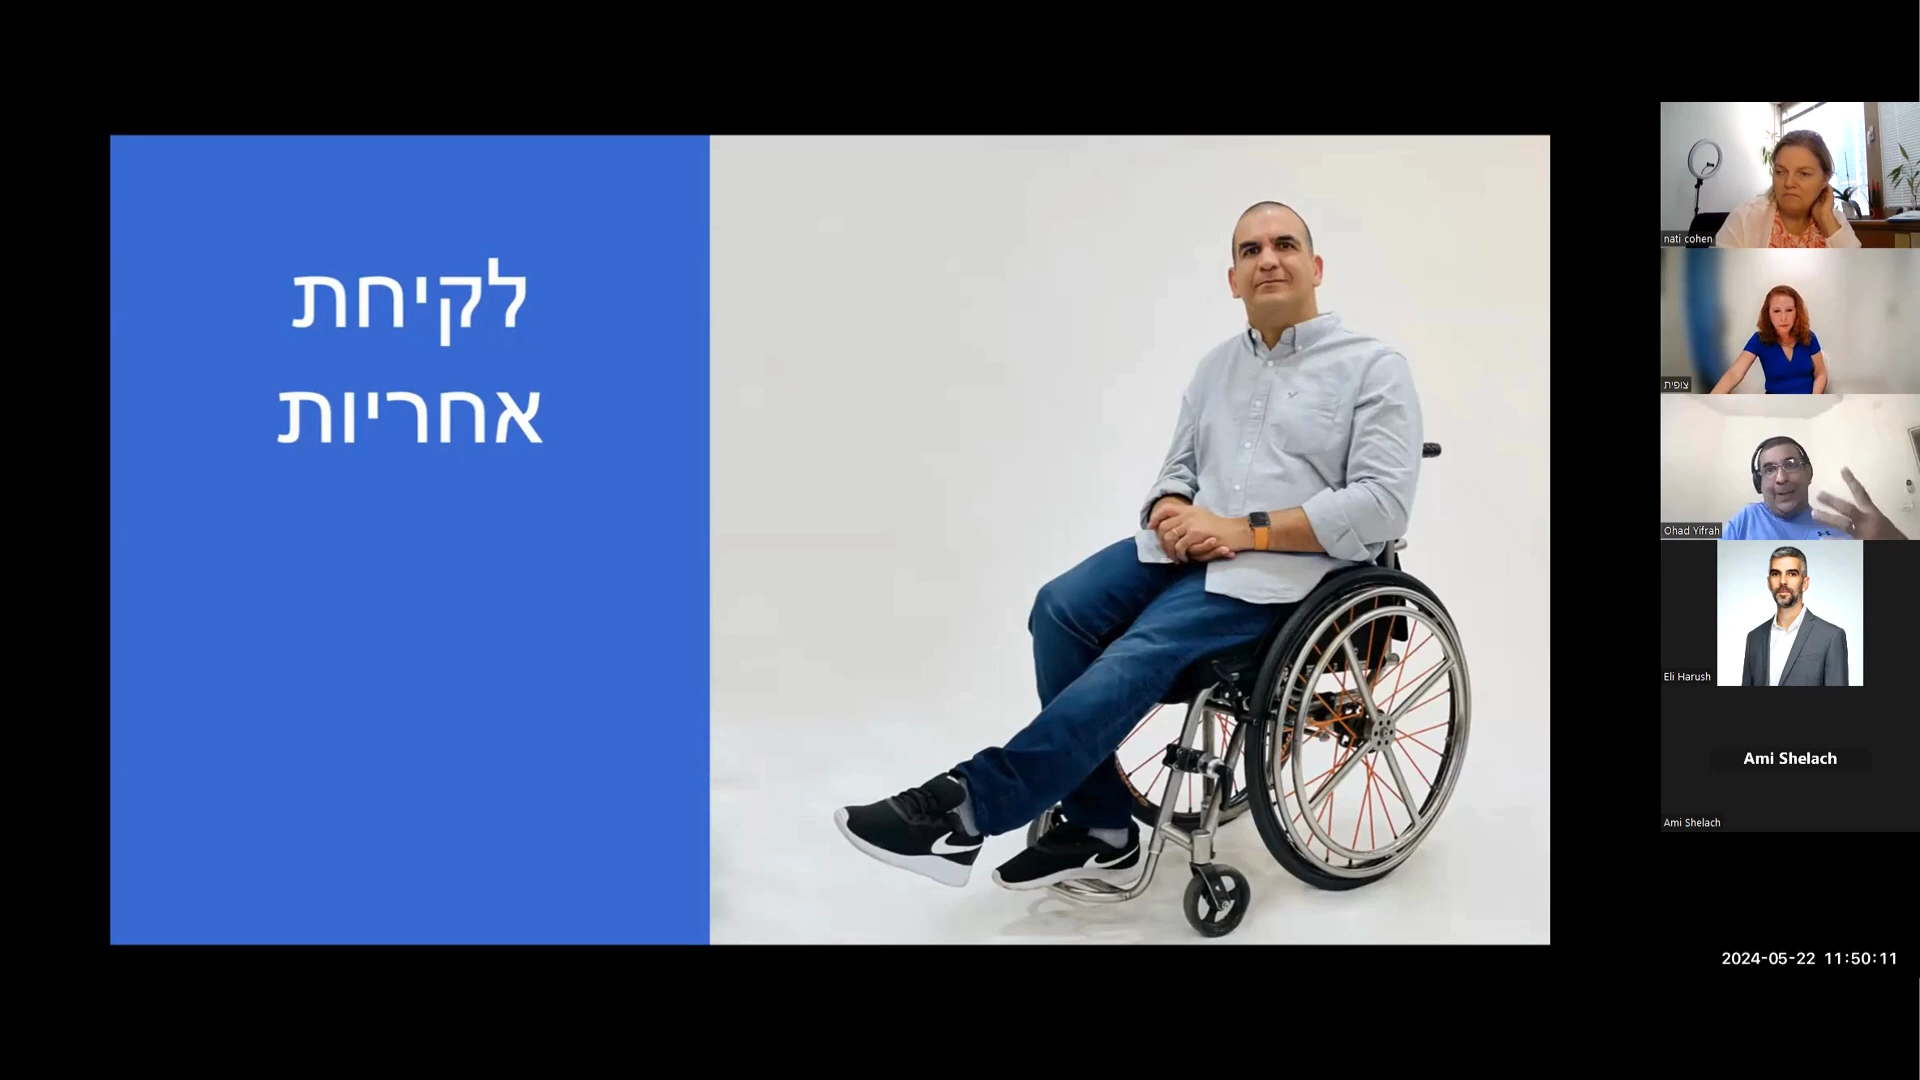 לקיחת
אחריות
nati cohen
צופית
Ohad Yifrah
Eli Harush
Ami Shelach
Ami Shelach
2024-05-22 11:50:11